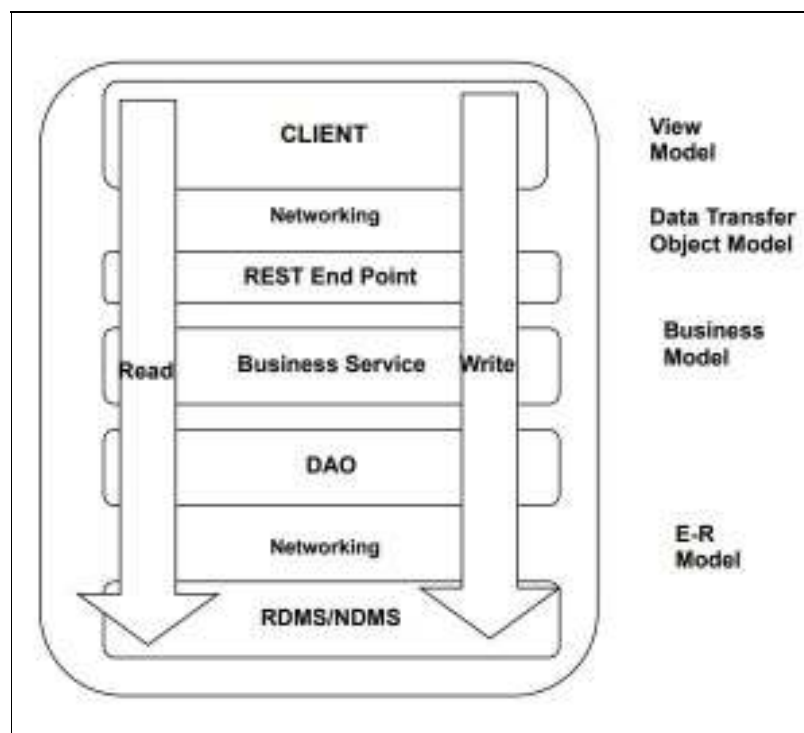 CLIENT
View
Model
Networking
Data Transfer
Object Model
REST End Point
Business
Model
Read
Business Service
Write
DAO
E-R
Model
Networking
RDMS/NDMS